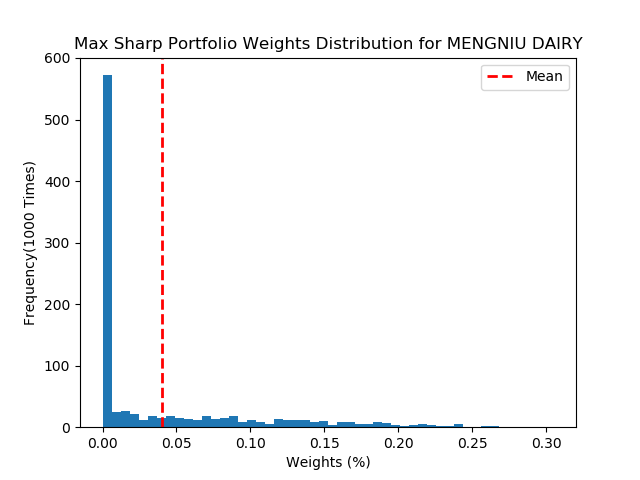 Max Sharp Portfolio Weights Distribution for MENGNIU DAIRY
Mean
Frequency(1000 Times)
600
500
400
300
200
100
0
0.00 0.05 0.10 0.15 0.20 0.25 0.30
Weights (%)